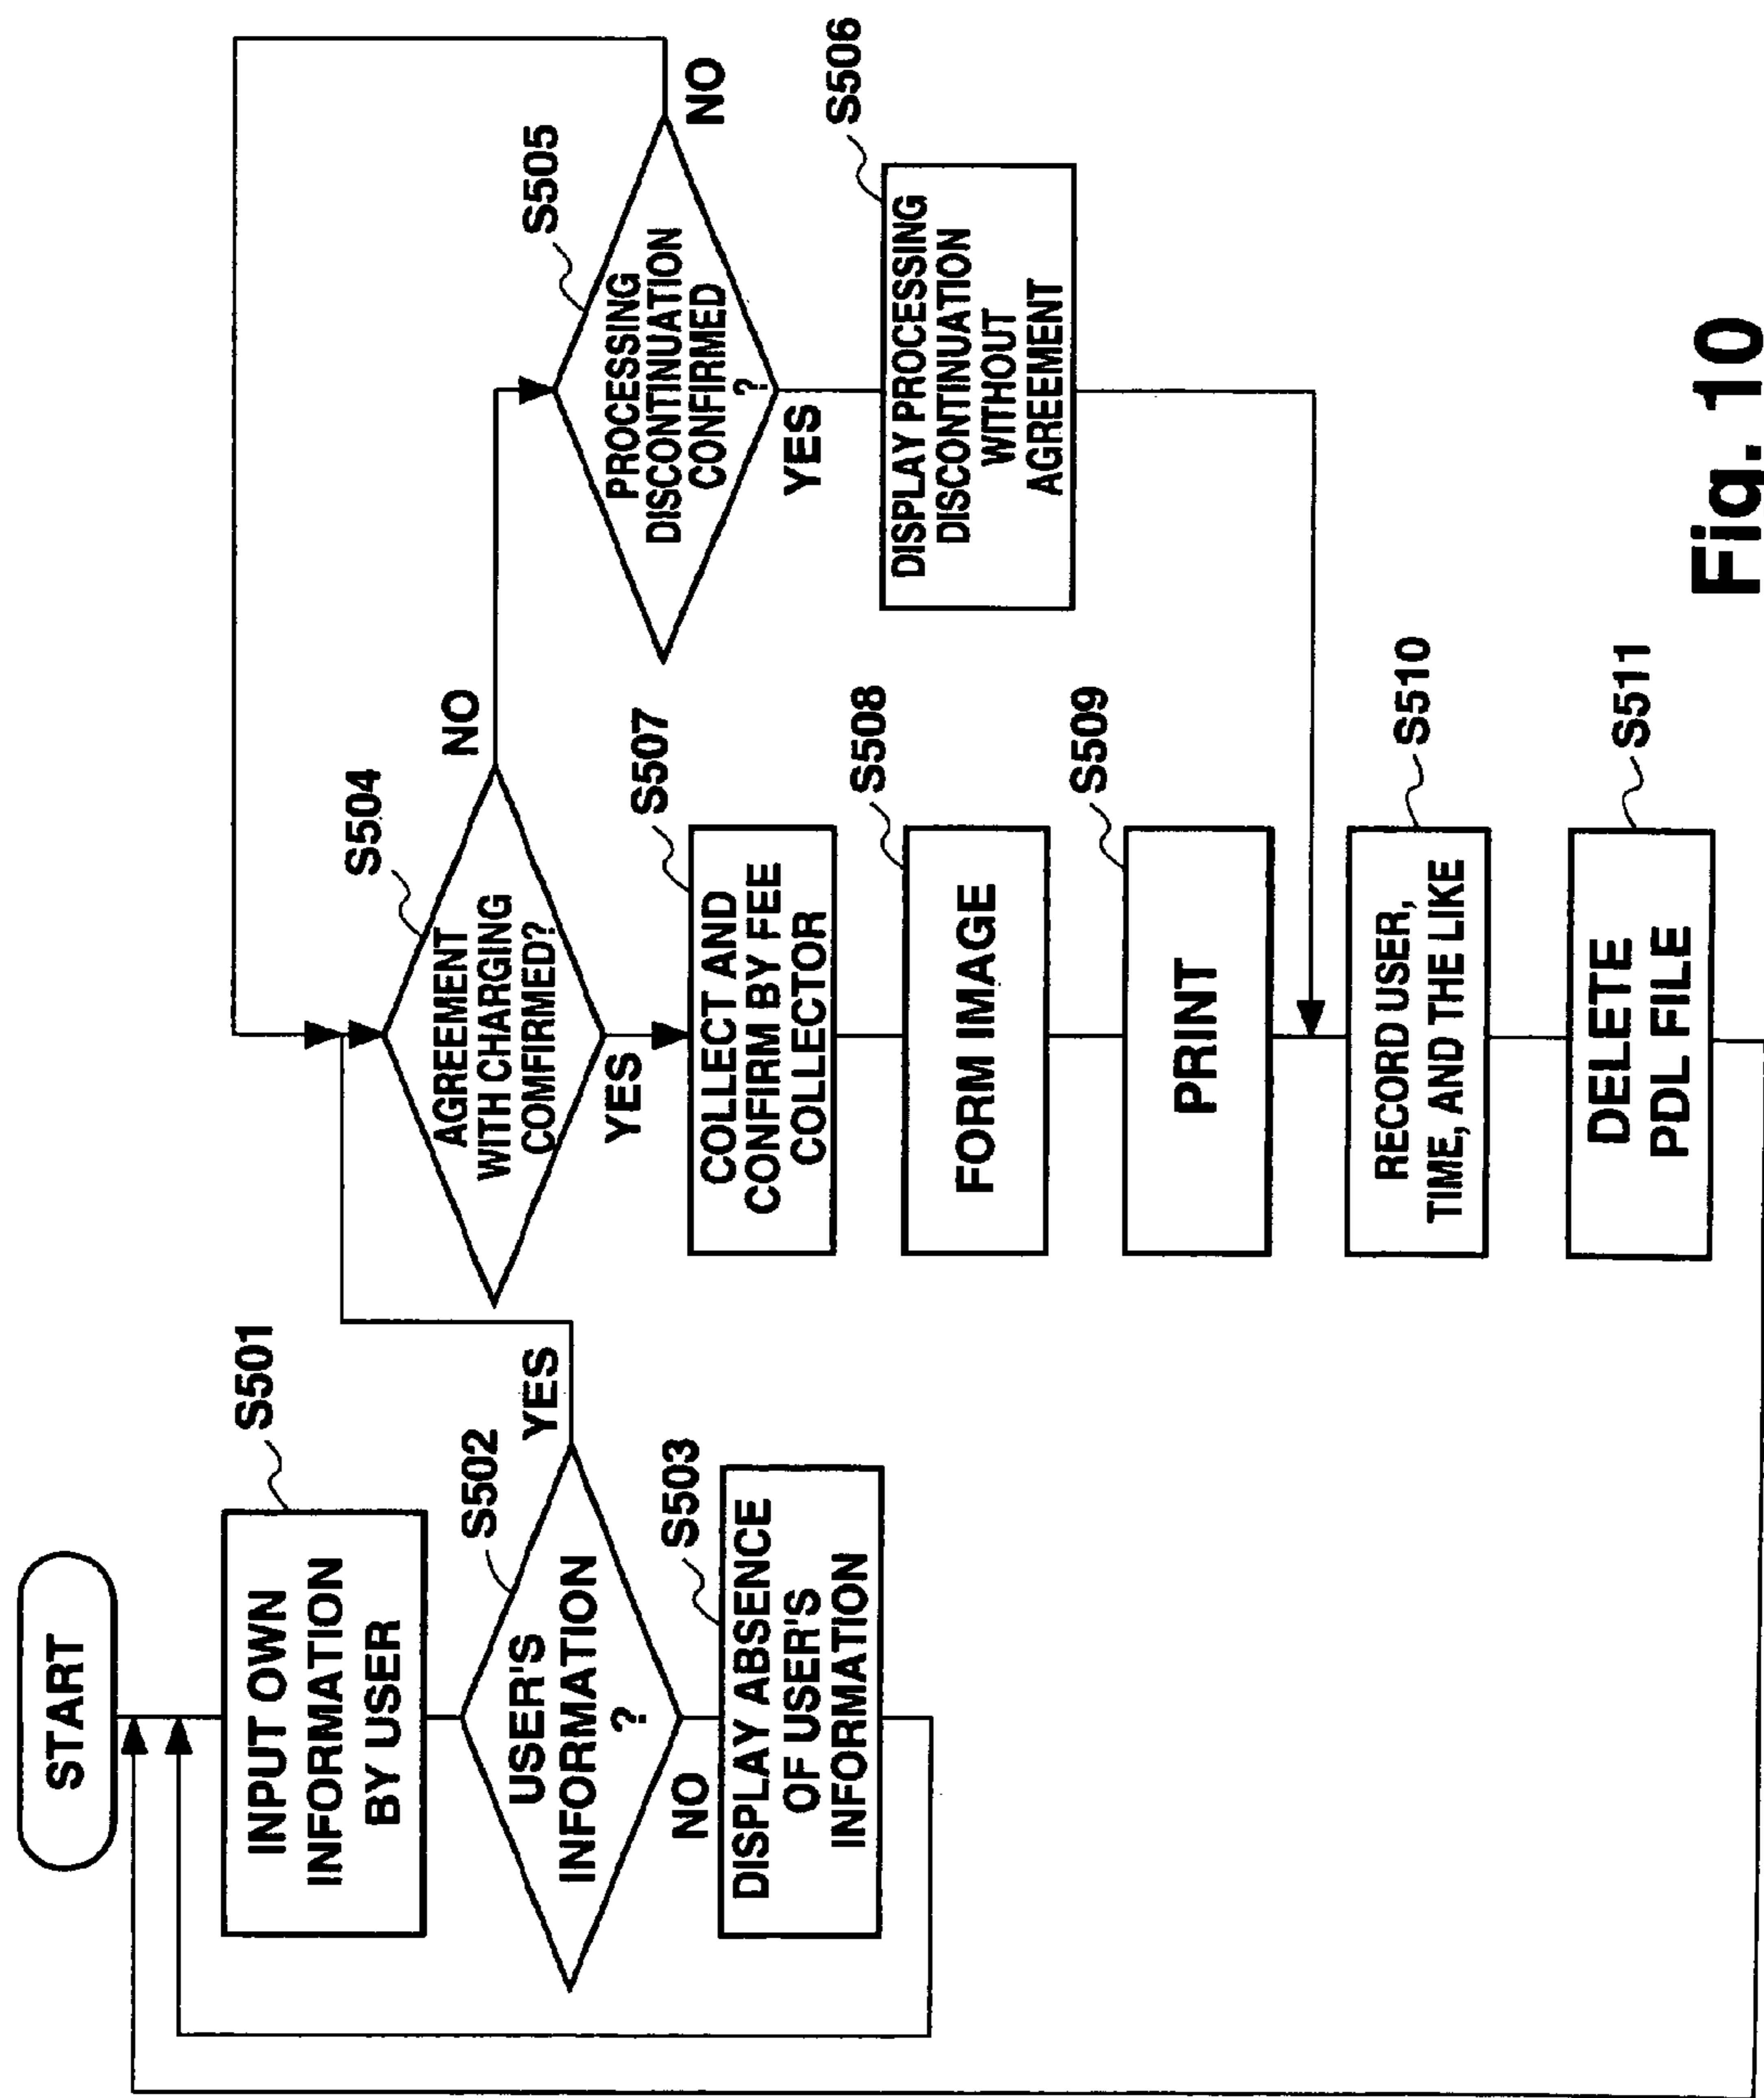 START
S501
INPUT OWN
INFORMATION
BY USER
S502
USER'S
INFORMATION
?
YES
NO
S503
DISPLAY ABSENCE
OF USER'S
INFORMATION
S504
AGREEMENT
WITH CHARGING
COMFIRMED?
NO
YES
S505
PROCESSING
DISCONTINUATION
CONFIRMED
?
NO
YES
S506
DISPLAY PROCESSING
DISCONTINUATION
WITHOUT
AGREEMENT
S507
COLLECT AND
CONFIRM BY FEE
COLLECTOR
S508
FORM IMAGE
S509
PRINT
S510
RECORD USER,
TIME, AND THE LIKE
S511
DELETE
PDL FILE
Fig. 10